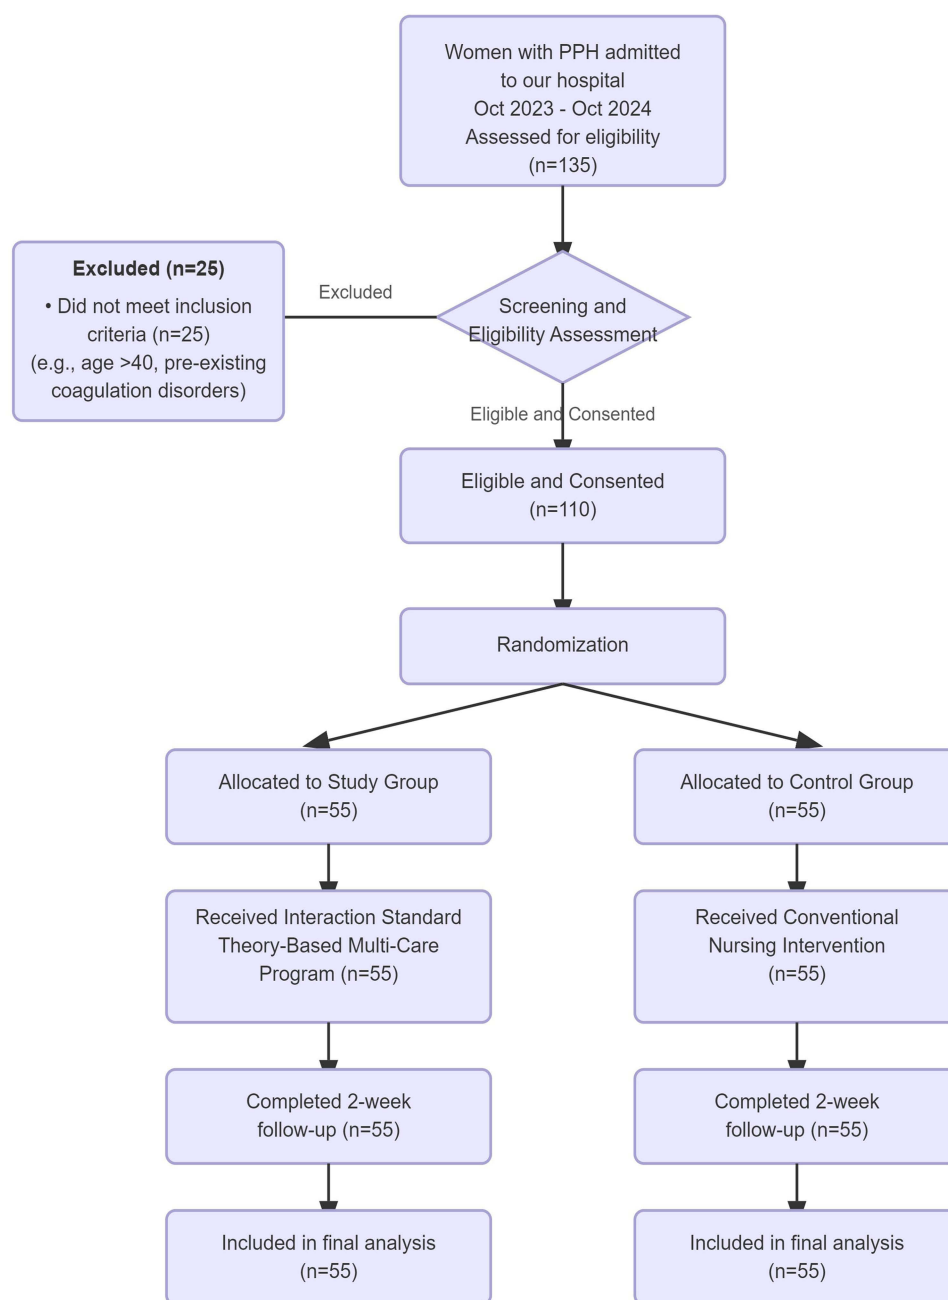 Women with PPH admitted
to our hospital
Oct 2023 - Oct 2024
Assessed for eligibility
(n=135)
Excluded (n=25)
• Did not meet inclusion
criteria (n=25)
(e.g., age >40, pre-existing
coagulation disorders)
Excluded
Screening and
Eligibility Assessment
Eligible and Consented
Eligible and Consented
(n=110)
Randomization
Allocated to Study Group
(n=55)
Allocated to Control Group
(n=55)
Received Interaction Standard
Theory-Based Multi-Care
Program (n=55)
Received Conventional
Nursing Intervention
(n=55)
Completed 2-week
follow-up (n=55)
Completed 2-week
follow-up (n=55)
Included in final analysis
(n=55)
Included in final analysis
(n=55)